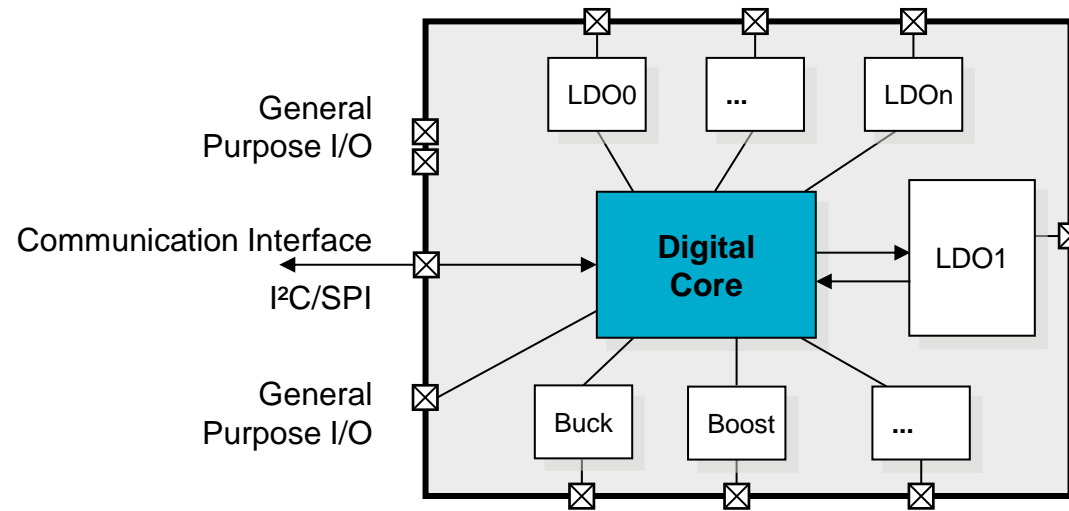 LDO0
...
LDOn
General
Purpose I/O
Communication Interface
I²C/SPI
Digital
Core
LDO1
General
Purpose I/O
Buck
Boost
...